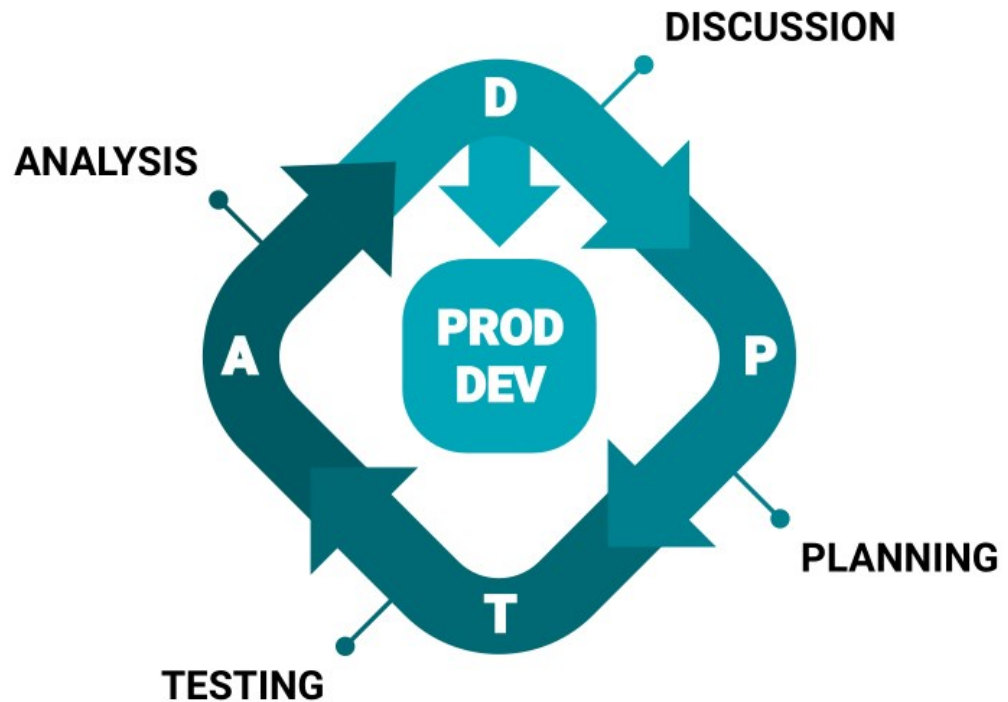 DISCUSSION
D
ANALYSIS
PROD
DEV
A
P
PLANNING
T
TESTING